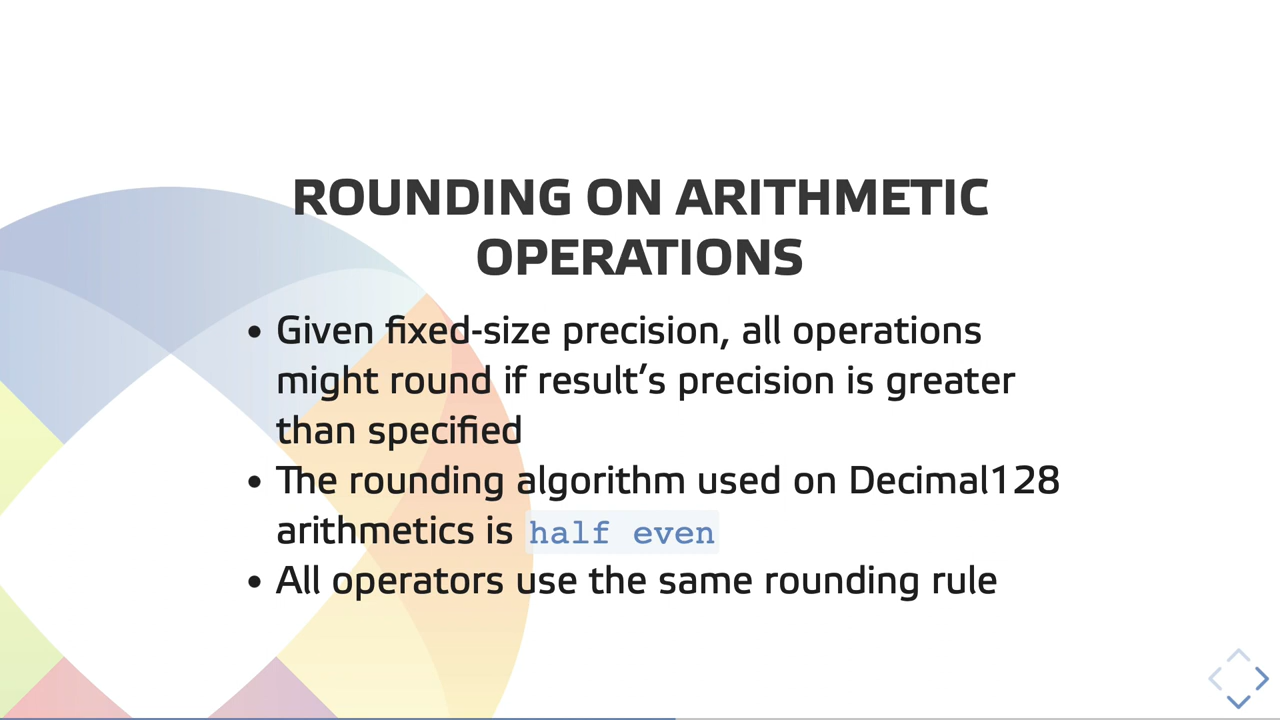 ROUNDING ON ARITHMETIC
OPERATIONS
• Given fixed-size precision, all operations
might round if result’s precision is greater
than specified
• The rounding algorithm used on Decimal128
arithmetics is half even
• All operators use the same rounding rule